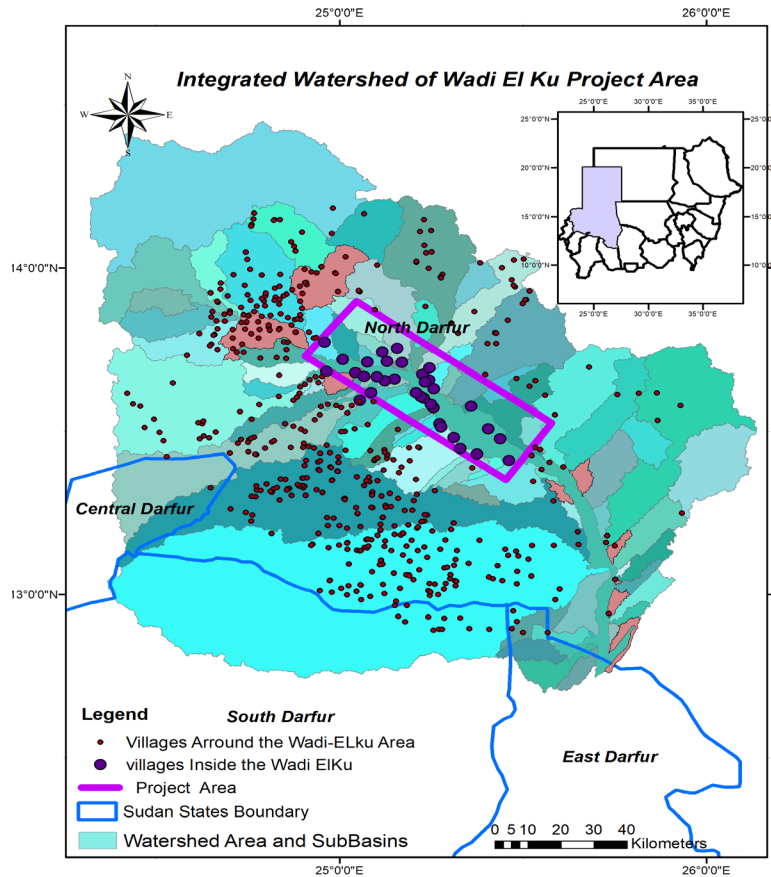 25°0'0"E 26°0'0"E
Integrated Watershed of Wadi El Ku Project Area
N
W E
S
25°0'0"E 30°0'0"E 35°0'0"E
25°0'0"N
20°0'0"N 20°0'0"N
15°0'0"N 15°0'0"N
10°0'0"N 10°0'0"N
25°0'0"E 30°0'0"E 35°0'0"E
14°0'0"N
North Darfur
Central Darfur
13°0'0"N
Legend
South Darfur
Villages Arround the Wadi-ELku Area
villages Inside the Wadi ElKu
Project Area
Sudan States Boundary
Watershed Area and SubBasins
East Darfur
0 5 10 20 30 40
Kilometers
25°0'0"E 26°0'0"E